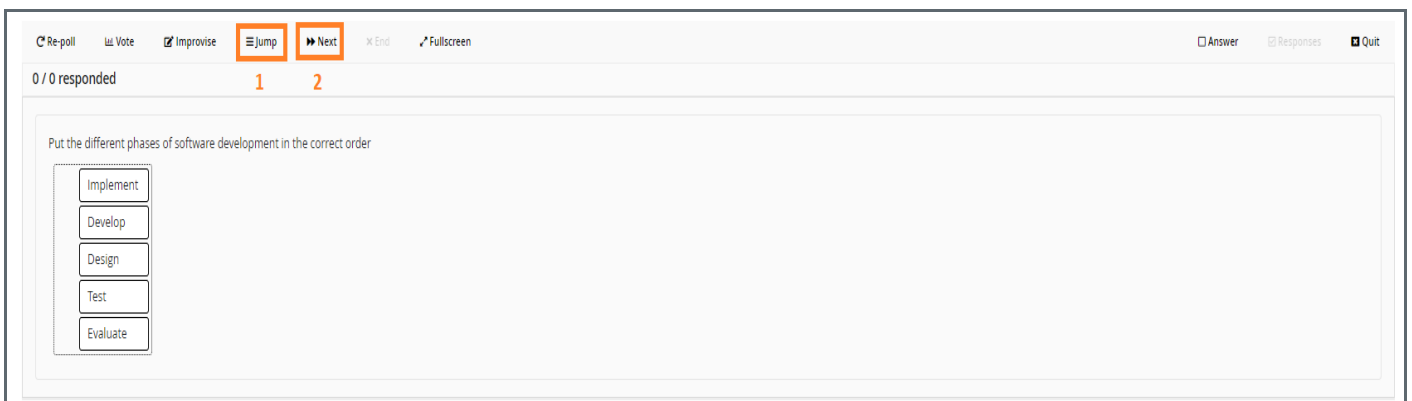 Re-poll Vote Improvise Jump Next End Fullscreen Answer Responses Quit
0 / 0 responded 1 2
Put the different phases of software development in the correct order
Implement
Develop
Design
Test
Evaluate